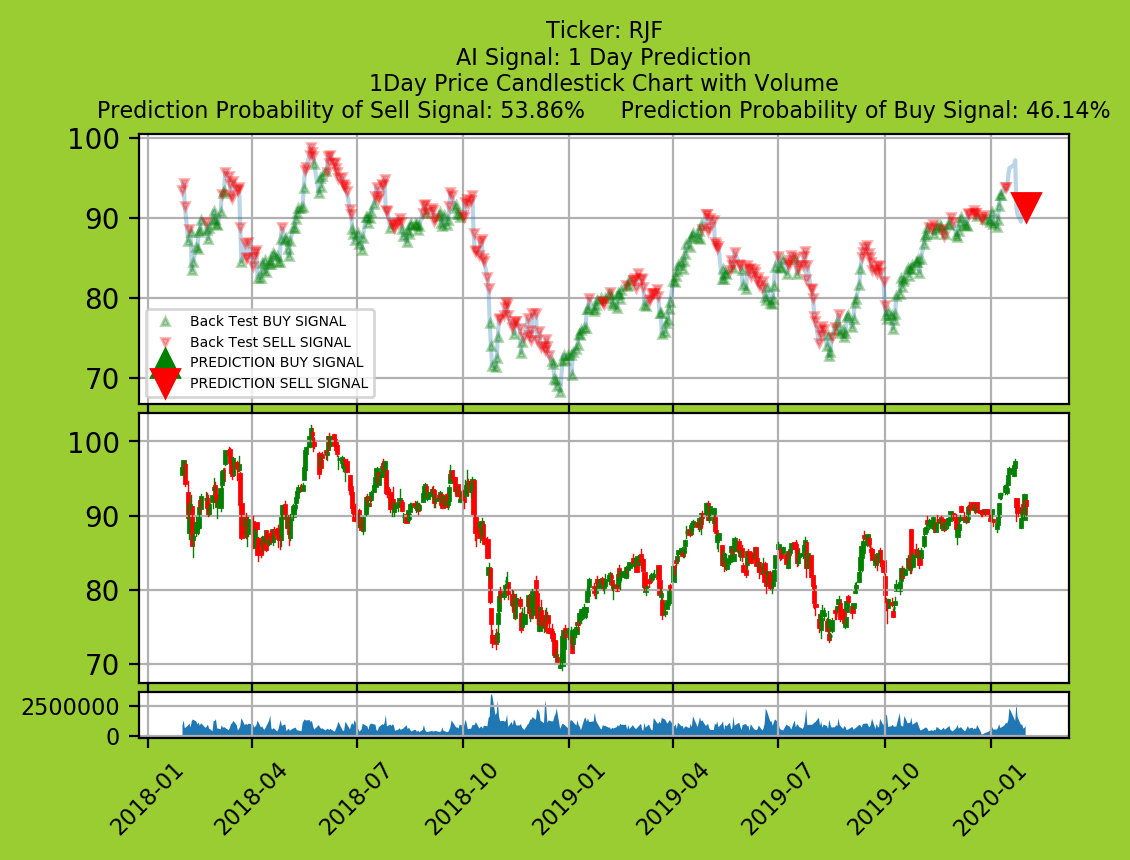 Ticker: RJF
AI Signal: 1 Day Prediction
1Day Price Candlestick Chart with Volume
Prediction Probability of Sell Signal: 53.86%     Prediction Probability of Buy Signal: 46.14%
100
90
80
70
Back Test BUY SIGNAL
Back Test SELL SIGNAL
PREDICTION BUY SIGNAL
PREDICTION SELL SIGNAL
100
90
80
70
2500000
0
2018-01
2018-04
2018-07
2018-10
2019-01
2019-04
2019-07
2019-10
2020-01